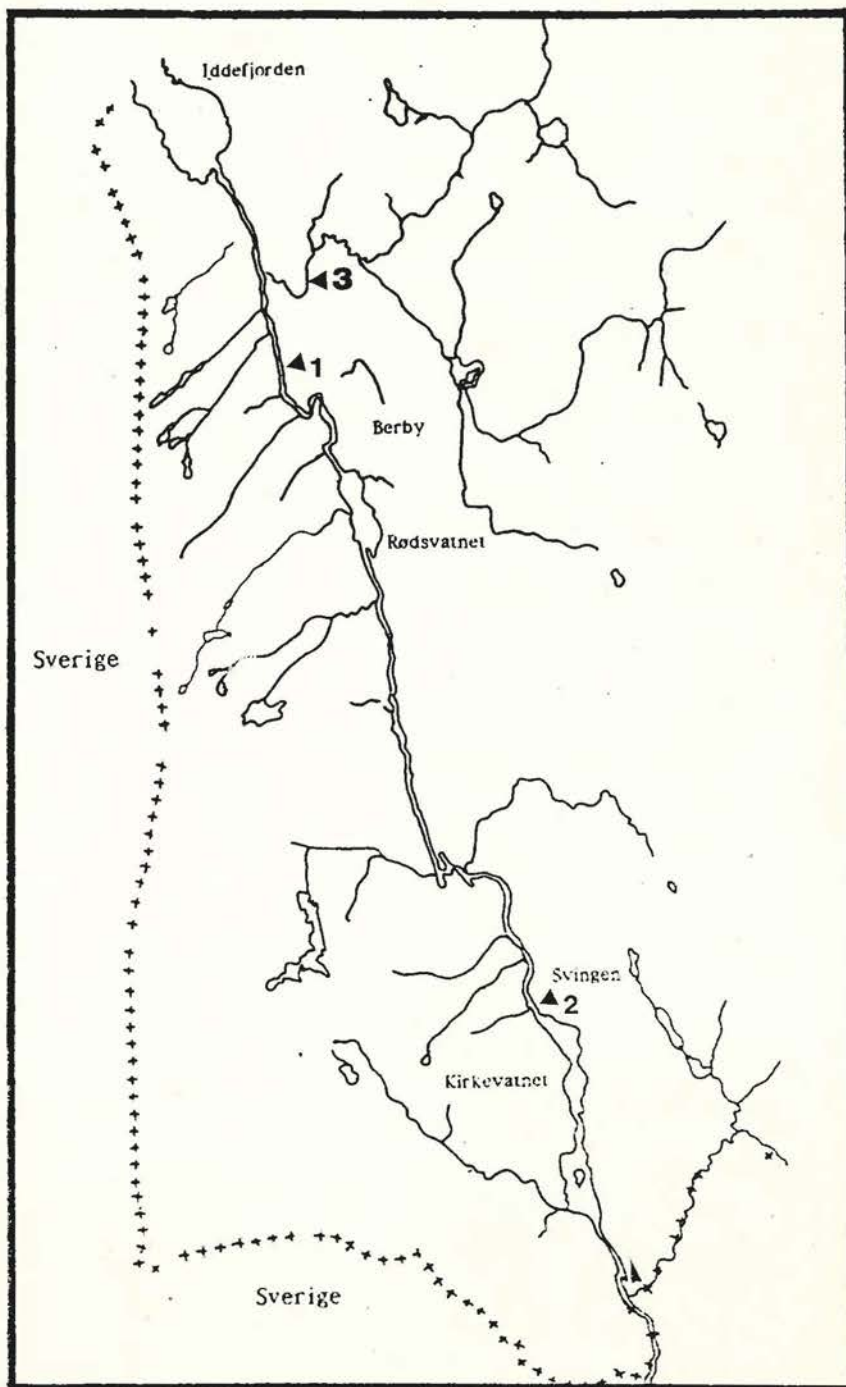 Iddefjorden
3
1
Berby
Rødsvatnet
Sverige
Svingen
2
Kirkevatnet
Sverige